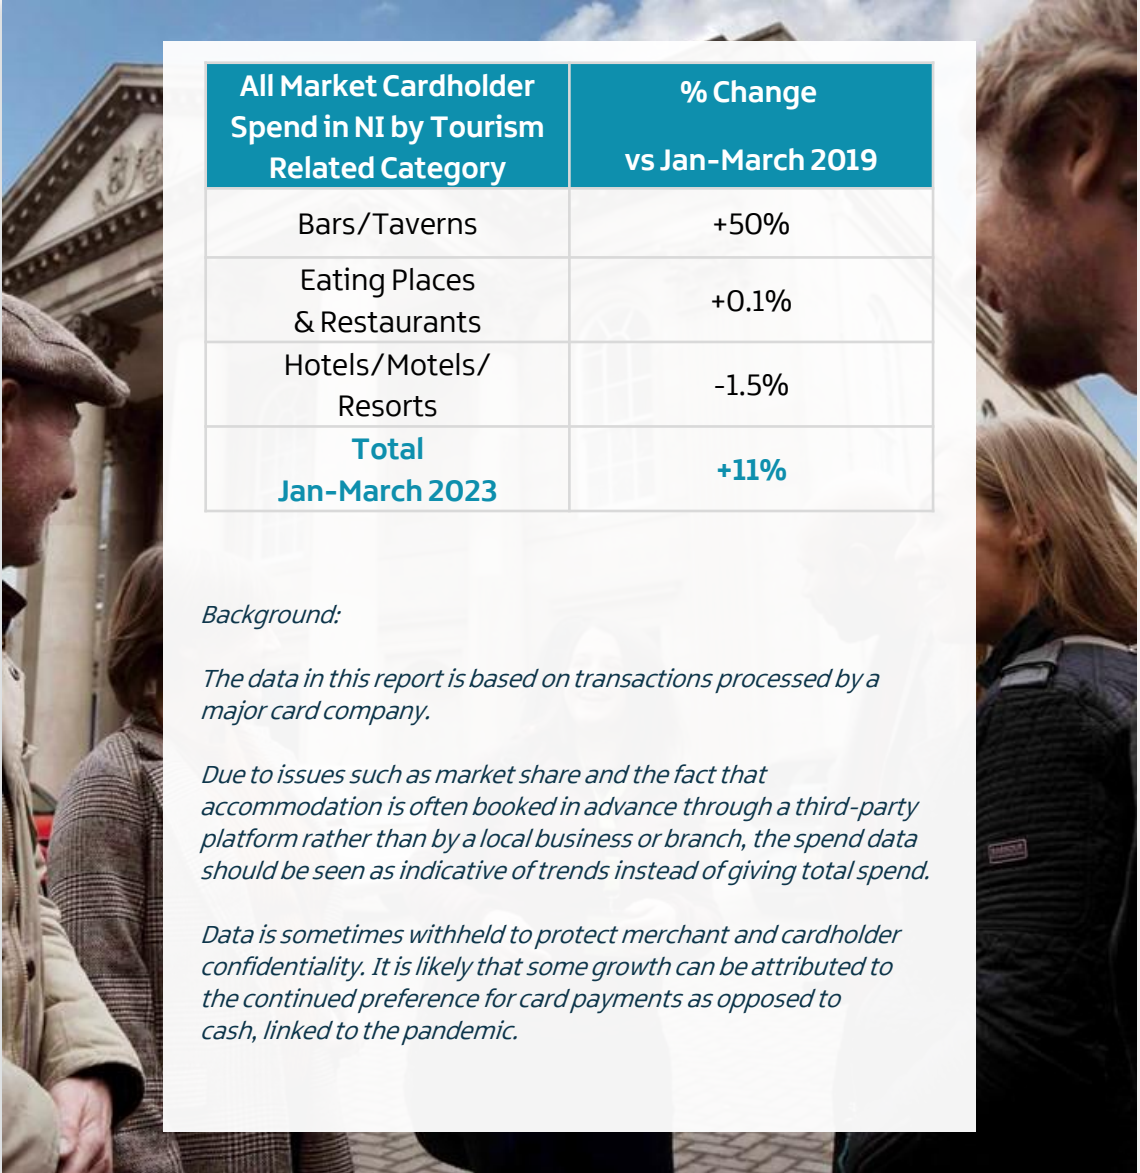 All Market Cardholder
Spend in NI by Tourism
Related Category
% Change
vs Jan-March 2019
Bars/Taverns
+50%
Eating Places
& Restaurants
+0.1%
Hotels/Motels/
Resorts
-1.5%
Total
Jan-March 2023
+11%
Background:
The data in this report is based on transactions processed by a
major card company.
Due to issues such as market share and the fact that
accommodation is often booked in advance through a third-party
platform rather than by a local business or branch, the spend data
should be seen as indicative of trends instead of giving total spend.
Data is sometimes withheld to protect merchant and cardholder
confidentiality. It is likely that some growth can be attributed to
the continued preference for card payments as opposed to
cash, linked to the pandemic.